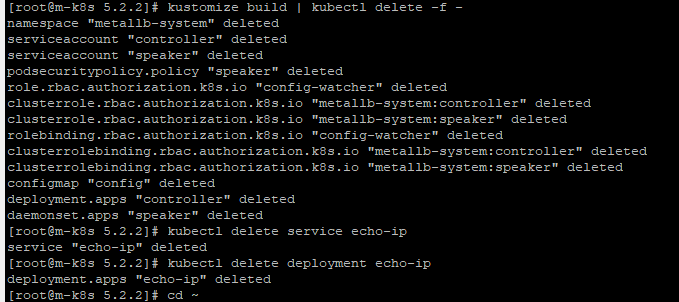 [root@m-k8s 5.2.2]# kustomize build | kubectl delete -f -
namespace "metallb-system" deleted
serviceaccount "controller" deleted
serviceaccount "speaker" deleted
podsecuritypolicy.policy "speaker" deleted
role.rbac.authorization.k8s.io "config-watcher" deleted
clusterrole.rbac.authorization.k8s.io "metallb-system:controller" deleted
clusterrole.rbac.authorization.k8s.io "metallb-system:speaker" deleted
rolebinding.rbac.authorization.k8s.io "config-watcher" deleted
clusterrolebinding.rbac.authorization.k8s.io "metallb-system:controller" deleted
clusterrolebinding.rbac.authorization.k8s.io "metallb-system:speaker" deleted
configmap "config" deleted
deployment.apps "controller" deleted
daemonset.apps "speaker" deleted
[root@m-k8s 5.2.2]# kubectl delete service echo-ip
service "echo-ip" deleted
[root@m-k8s 5.2.2]# kubectl delete deployment echo-ip
deployment.apps "echo-ip" deleted
[root@m-k8s 5.2.2]# cd ~